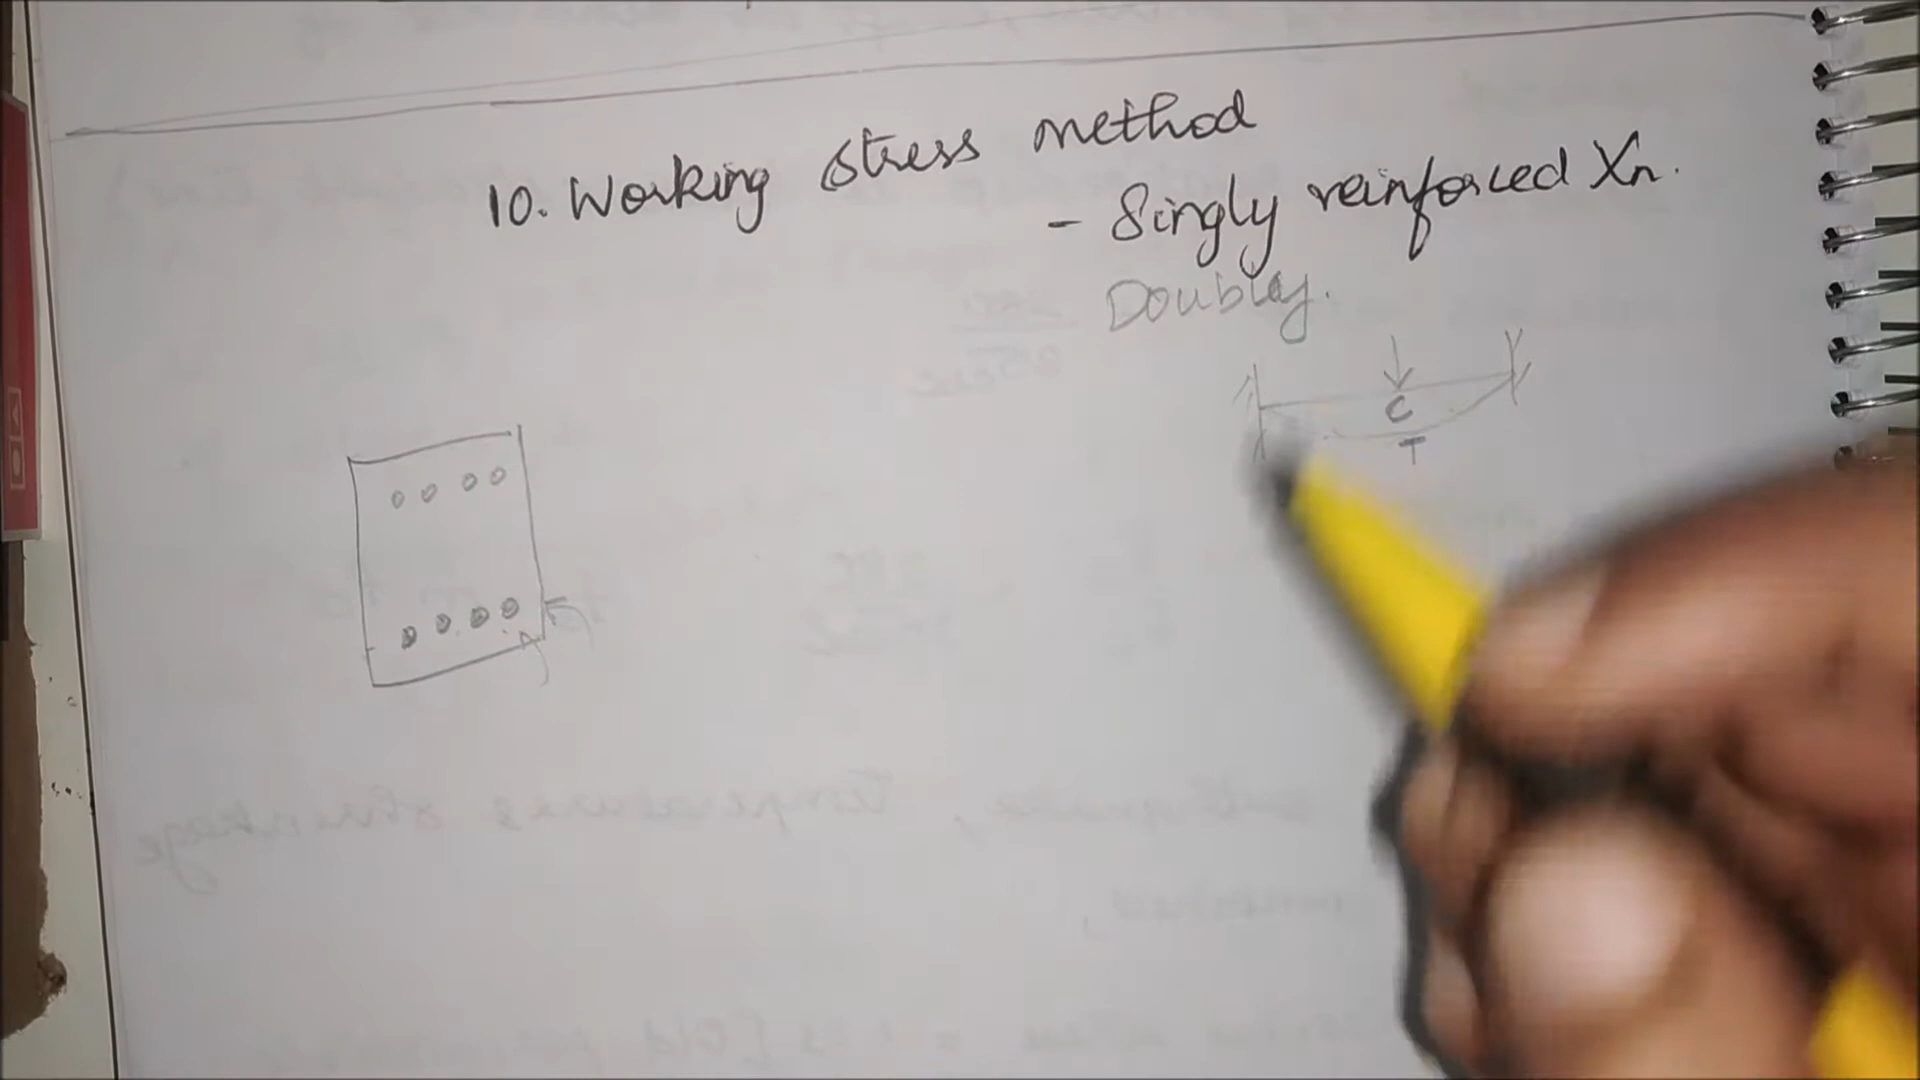 10. Working stress method
- Singly reinforced Xn.
Doubly.
C
T